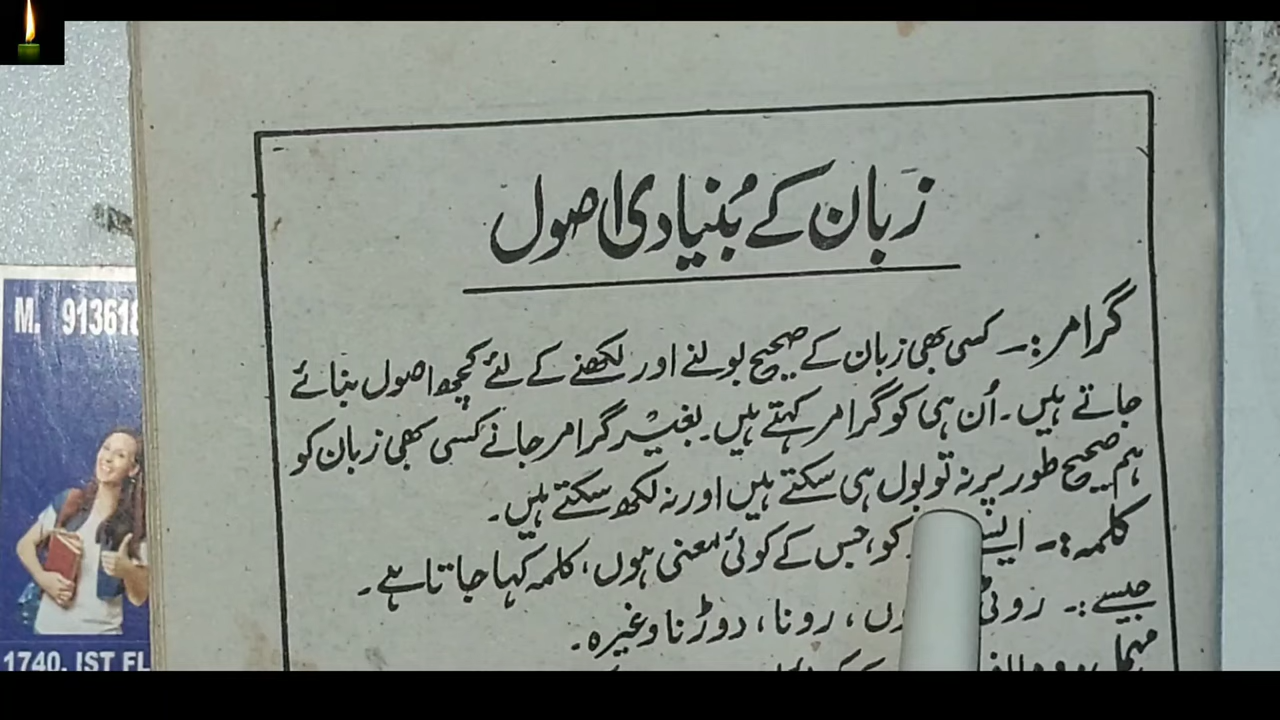 زبان کے بُنیادی اصول
گرامر:۔ کسی بھی زبان کے صحیح بولنے اور لکھنے کے لئے کچھ اصول بنائے
جاتے ہیں۔ اُن ہی کو گرامر کہتے ہیں۔ بغیر گرامر جانے کسی بھی زبان کو
ہم صحیح طور پر نہ تو بول ہی سکتے ہیں اور نہ لکھ سکتے ہیں۔
کلمہ:۔ کو، جس کے کوئی معنی ہوں، کلمہ کہا جاتا ہے۔
جیسے:۔ رونا، دوڑنا وغیرہ۔
M. 913618
1740, IST FL